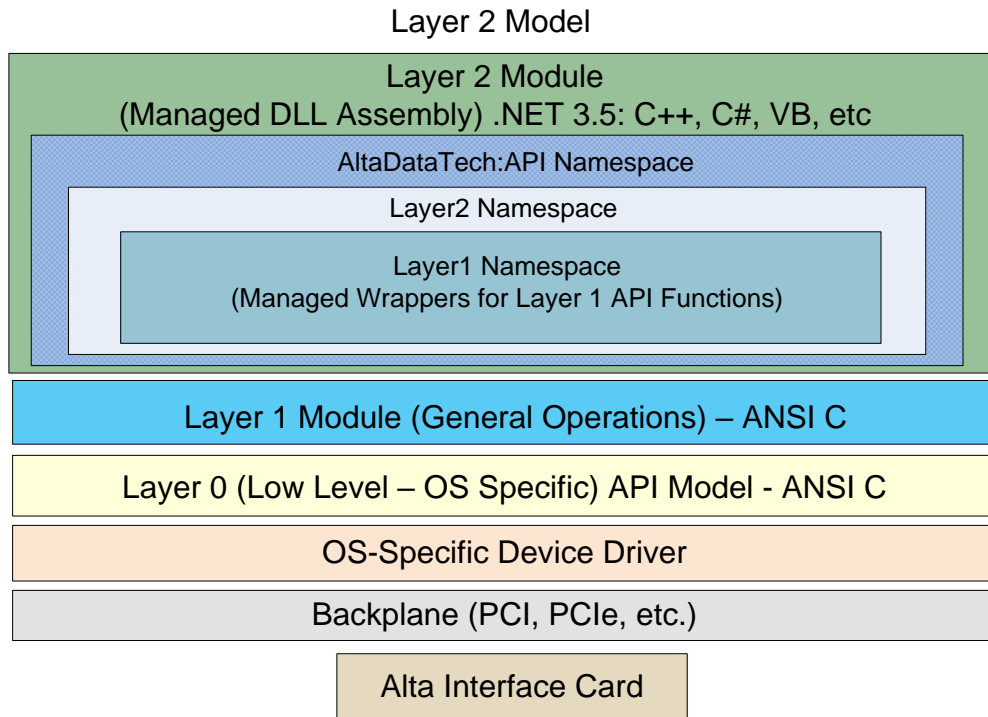 Layer 2 Model
Layer 2 Module
(Managed DLL Assembly) .NET 3.5: C++, C#, VB, etc
AltaDataTech:API Namespace
Layer2 Namespace
Layer1 Namespace
(Managed Wrappers for Layer 1 API Functions)
Layer 1 Module (General Operations) – ANSI C
Layer 0 (Low Level – OS Specific) API Model - ANSI C
OS-Specific Device Driver
Backplane (PCI, PCIe, etc.)
Alta Interface Card